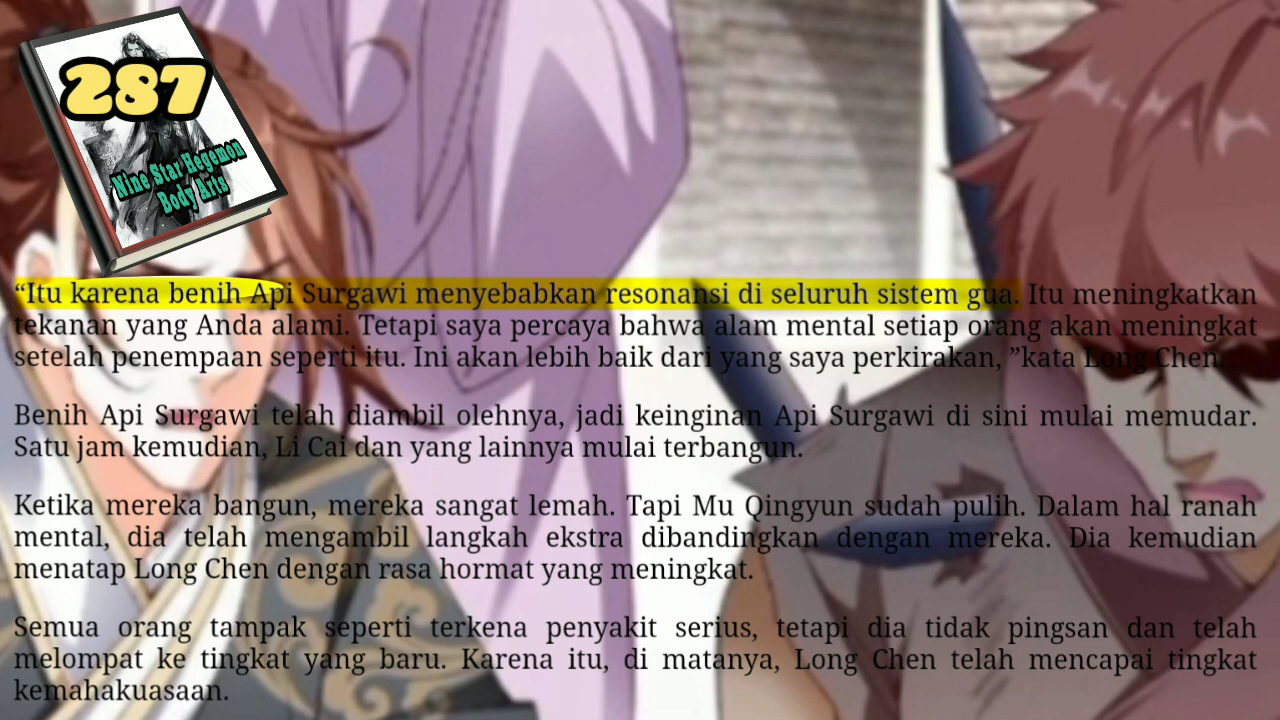 287
Nine Star Hegemon
Body Arts
“Itu karena benih Api Surgawi menyebabkan resonansi di seluruh sistem gua. Itu meningkatkan
tekanan yang Anda alami. Tetapi saya percaya bahwa alam mental setiap orang akan meningkat
setelah penempaan seperti itu. Ini akan lebih baik dari yang saya perkirakan, ”kata Long Chen.
Benih Api Surgawi telah diambil olehnya, jadi keinginan Api Surgawi di sini mulai memudar.
Satu jam kemudian, Li Cai dan yang lainnya mulai terbangun.
Ketika mereka bangun, mereka sangat lemah. Tapi Mu Qingyun sudah pulih. Dalam hal ranah
mental, dia telah mengambil langkah ekstra dibandingkan dengan mereka. Dia kemudian
menatap Long Chen dengan rasa hormat yang meningkat.
Semua orang tampak seperti terkena penyakit serius, tetapi dia tidak pingsan dan telah
melompat ke tingkat yang baru. Karena itu, di matanya, Long Chen telah mencapai tingkat
kemahakuasaan.